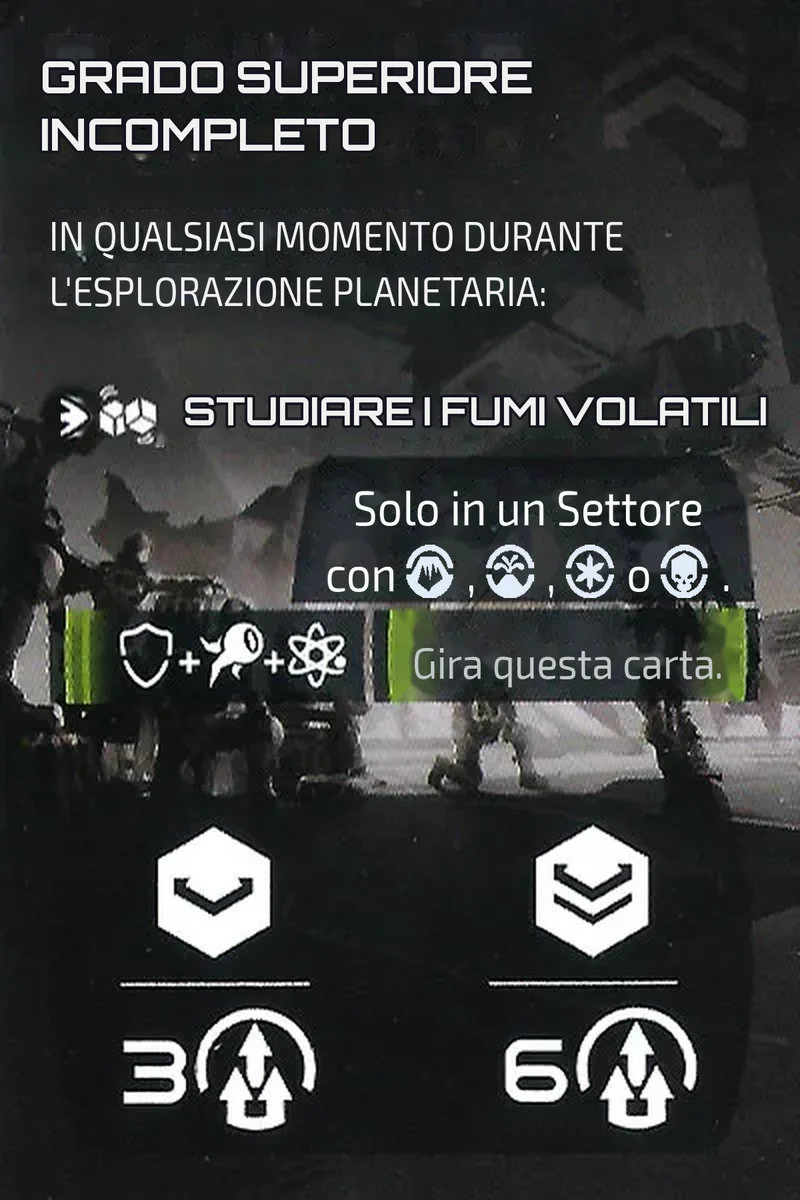 GRADO SUPERIORE
INCOMPLETO
IN QUALSIASI MOMENTO DURANTE
L'ESPLORAZIONE PLANETARIA:
STUDIARE I FUMI VOLATILI
Solo in un Settore
con , , o .
+ + Gira questa carta.
3 6